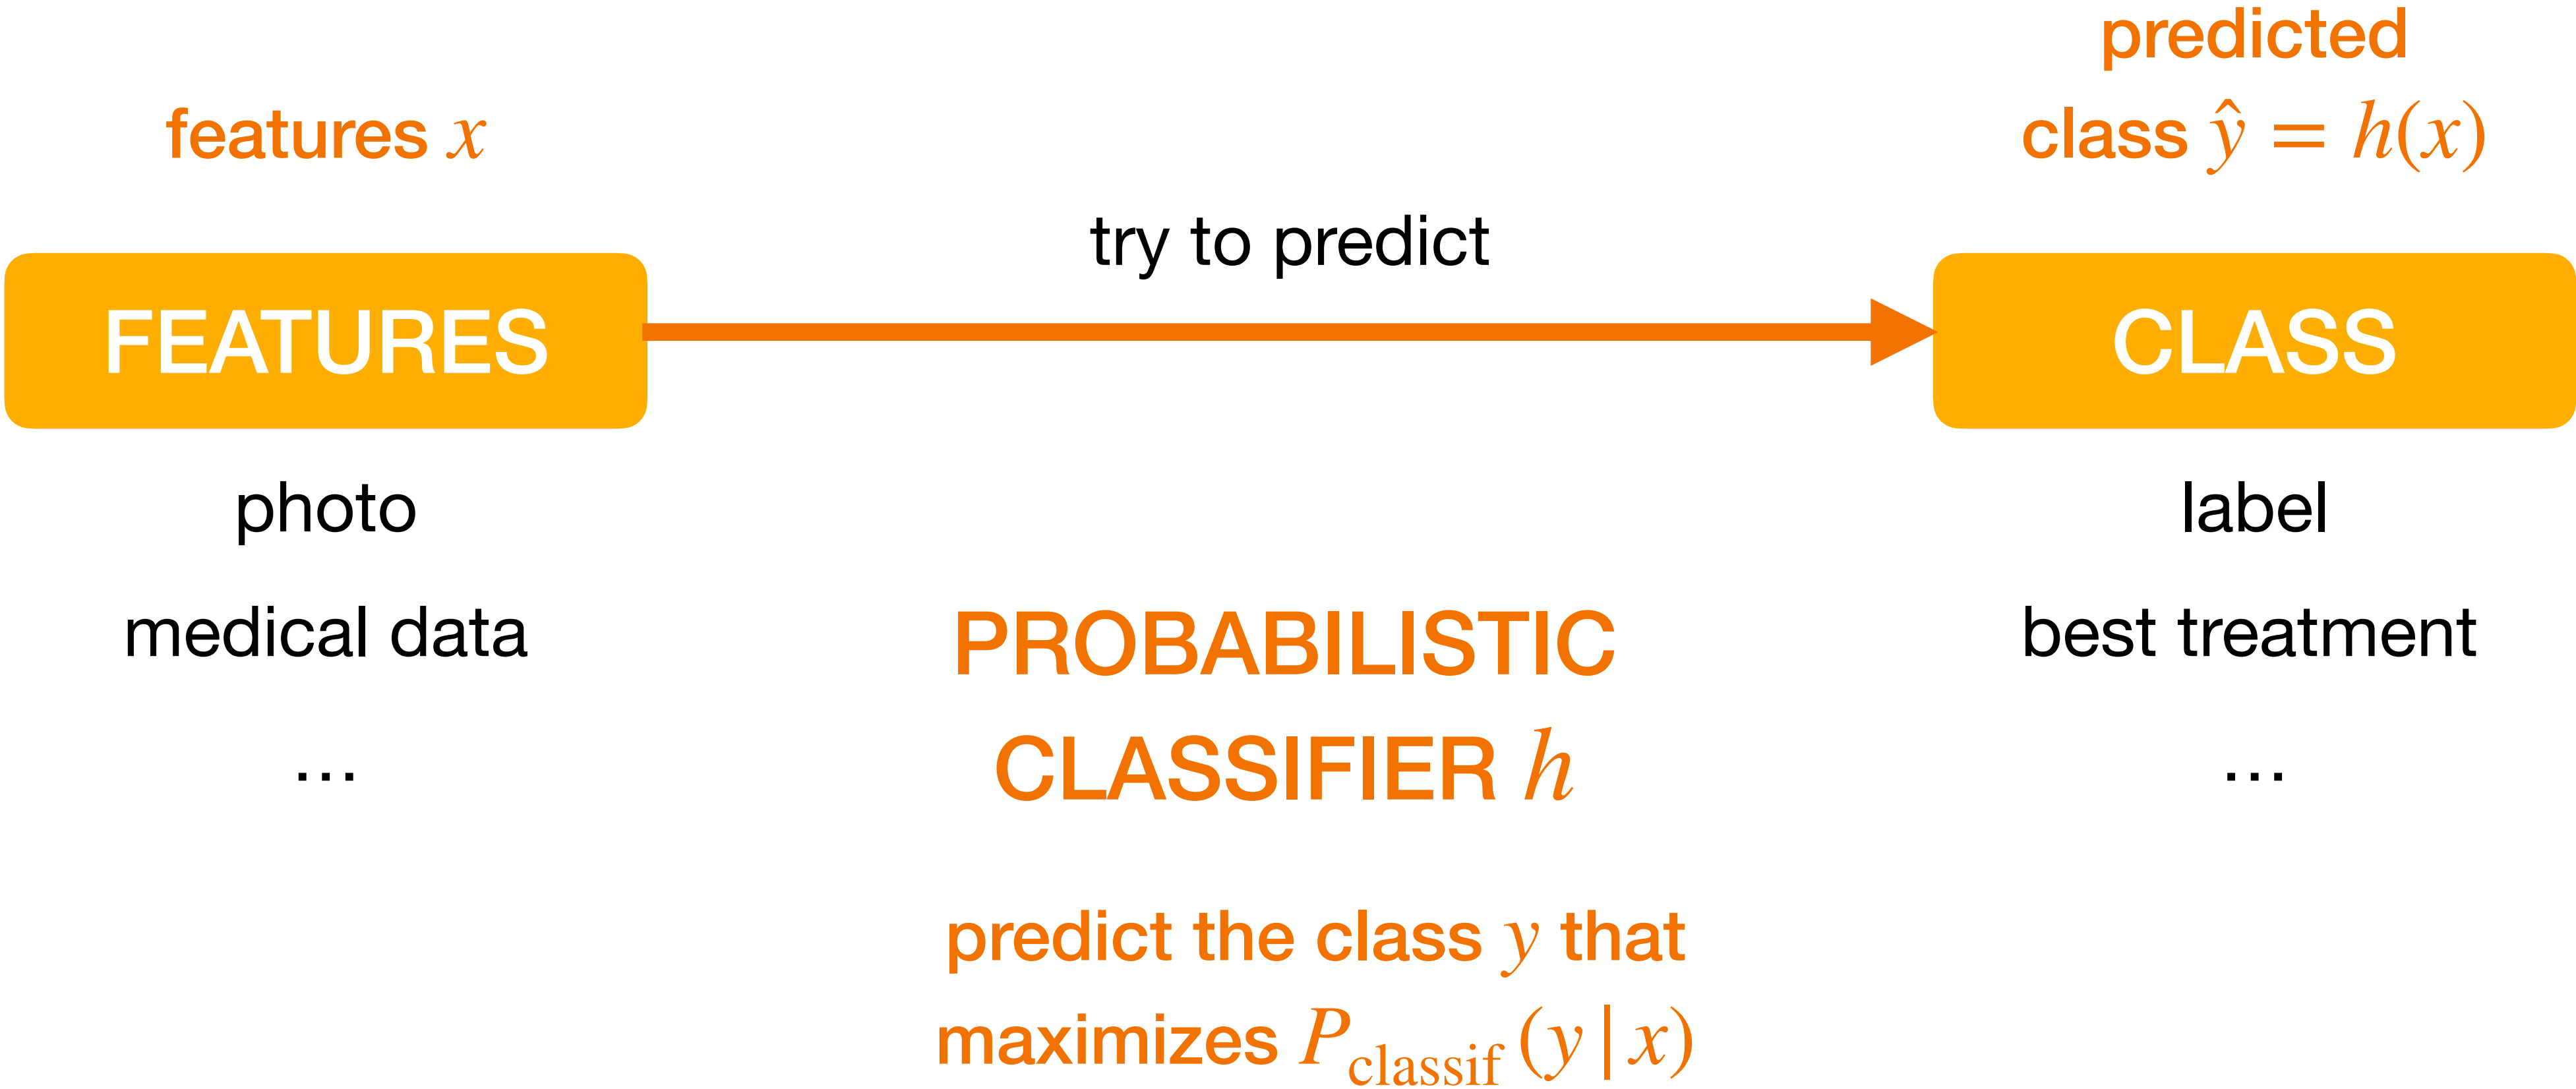 features x
predicted
class ŷ = h(x)
try to predict
FEATURES
CLASS
photo
label
medical data
best treatment
...
...
PROBABILISTIC
CLASSIFIER h
predict the class y that
maximizes P_classif (y | x)